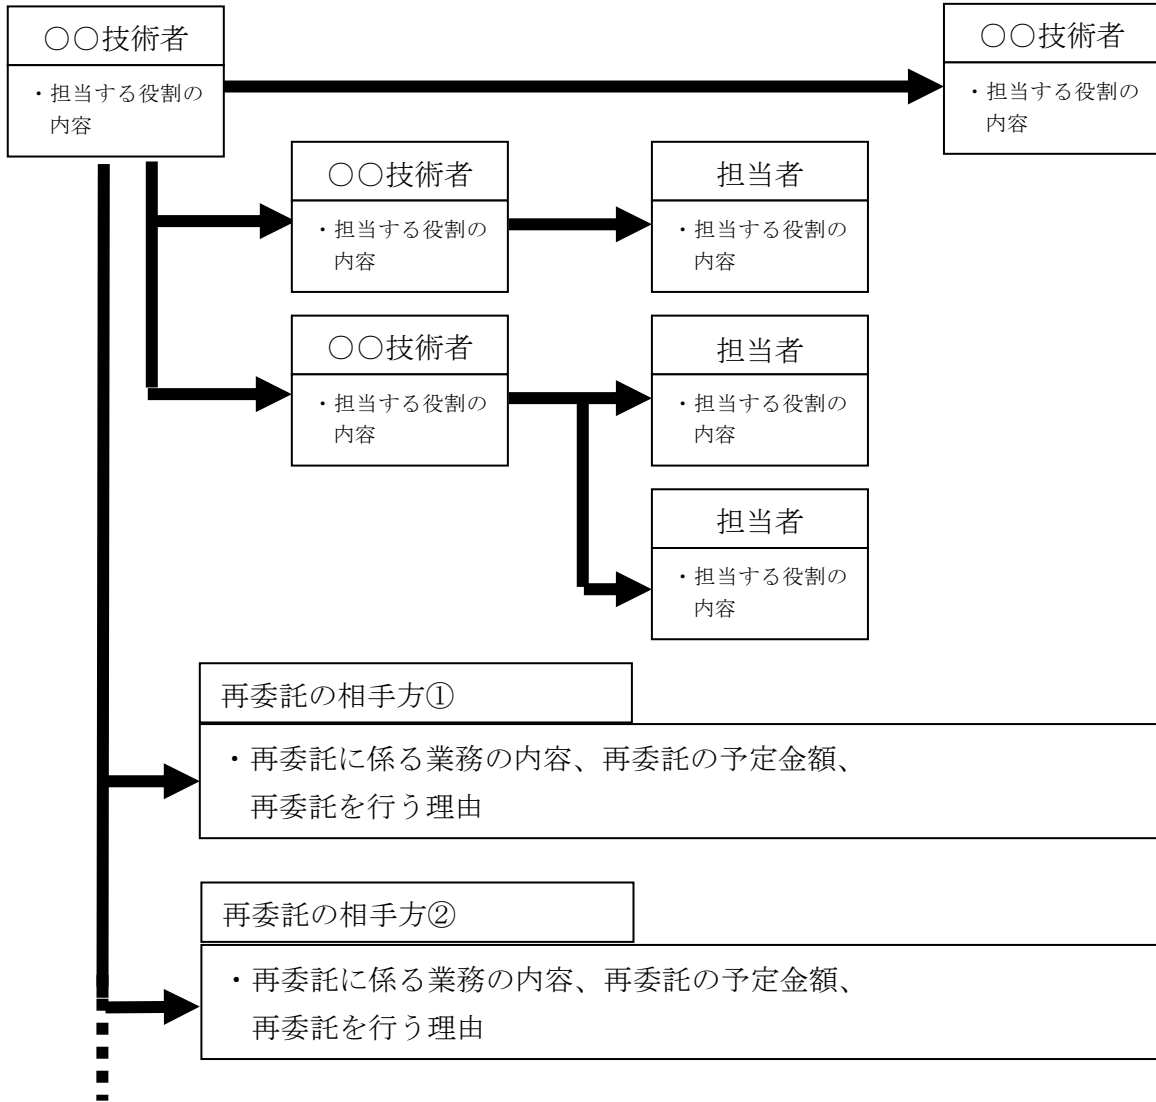 ○○技術者
・担当する役割の
内容
○○技術者
・担当する役割の
内容
○○技術者
・担当する役割の
内容
担当者
・担当する役割の
内容
○○技術者
・担当する役割の
内容
担当者
・担当する役割の
内容
担当者
・担当する役割の
内容
再委託の相手方①
・再委託に係る業務の内容、再委託の予定金額、
再委託を行う理由
再委託の相手方②
・再委託に係る業務の内容、再委託の予定金額、
再委託を行う理由